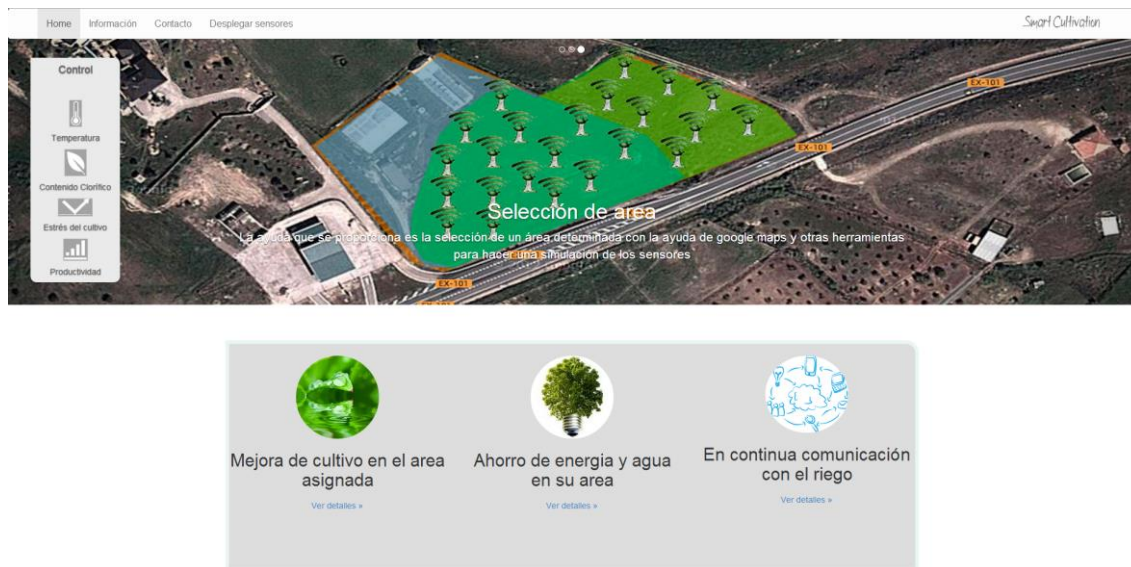 Home Información Contacto Desplegar sensores Smart Cultivation
Control
Temperatura
Contenido Clorífico
Estrés del cultivo
Productividad
EX-101
EX-101
EX-101
EX-101
Selección de area
La ayuda que se proporciona es la selección de un área determinada con la ayuda de google maps y otras herramientas
para hacer una simulación de los sensores
Mejora de cultivo en el area
asignada
Ver detalles »
Ahorro de energia y agua
en su area
Ver detalles »
En continua comunicación
con el riego
Ver detalles »